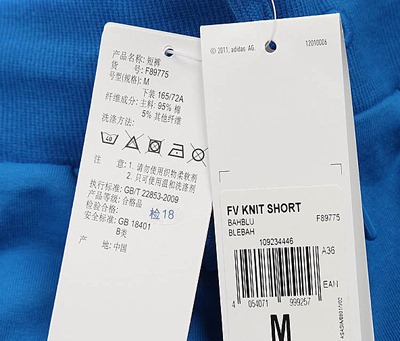 产品名称: 短裤
货 号: F89775
号型(规格): M
下装 165/72A
纤维成分: 主料: 95% 棉
5% 其他纤维
洗涤方法:
注意: 1. 请勿使用织物柔软剂
2. 只可使用温和洗涤剂
执行标准: GB/T 22853-2009
产品等级: 合格品
检验合格: 检18
安全标准: GB 18401
B类
产 地: 中国
© 2011, adidas AG.
12010006
FV KNIT SHORT
BAHBLU F89775
BLEBAH
109234446
A36
EAN
4 054071 999257
M